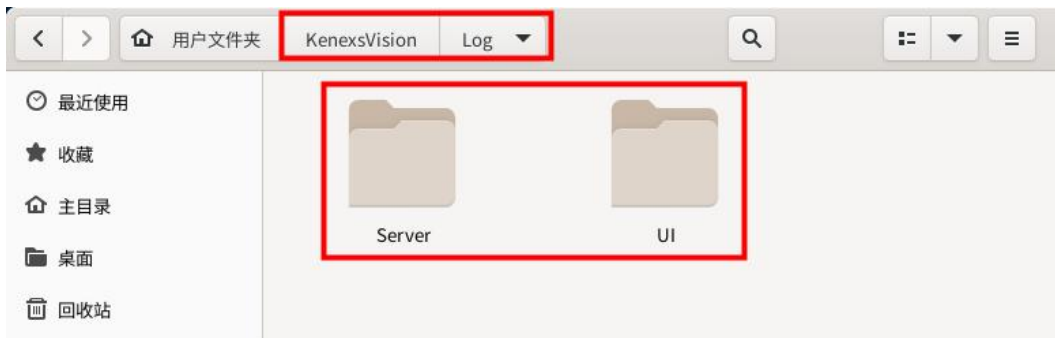 用户文件夹 KenexsVision Log
最近使用
收藏
主目录
桌面
回收站
Server UI